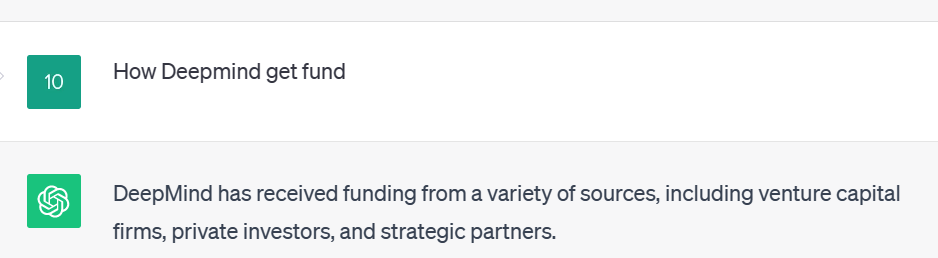 10
How Deepmind get fund
DeepMind has received funding from a variety of sources, including venture capital
firms, private investors, and strategic partners.